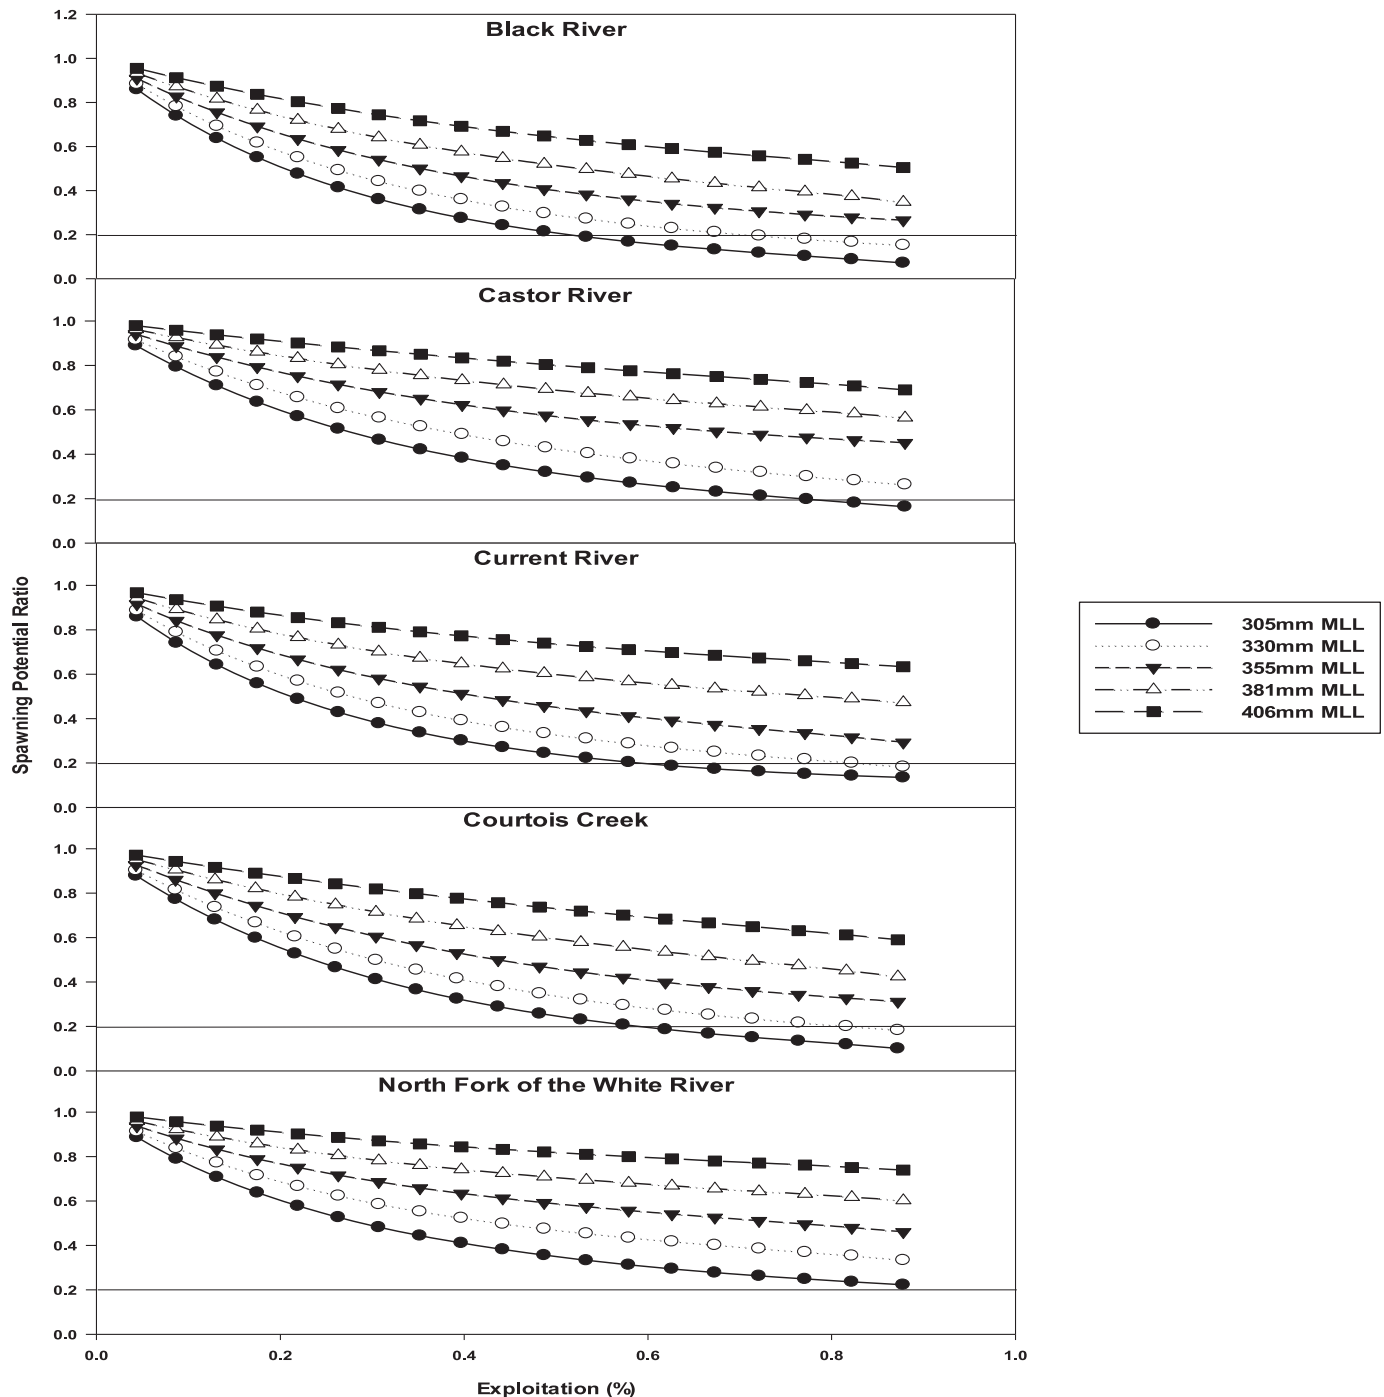 1.2
Black River
1.0
0.8
0.6
0.4
0.2
0.0
Castor River
1.0
0.8
0.6
0.4
0.2
0.0
Current River
1.0
0.8
0.6
0.4
0.2
0.0
Courtois Creek
1.0
0.8
0.6
0.4
0.2
0.0
North Fork of the White River
1.0
0.8
0.6
0.4
0.2
0.0
0.0 0.2 0.4 0.6 0.8 1.0
Exploitation (%)
Spawning Potential Ratio
305mm MLL
330mm MLL
355mm MLL
381mm MLL
406mm MLL